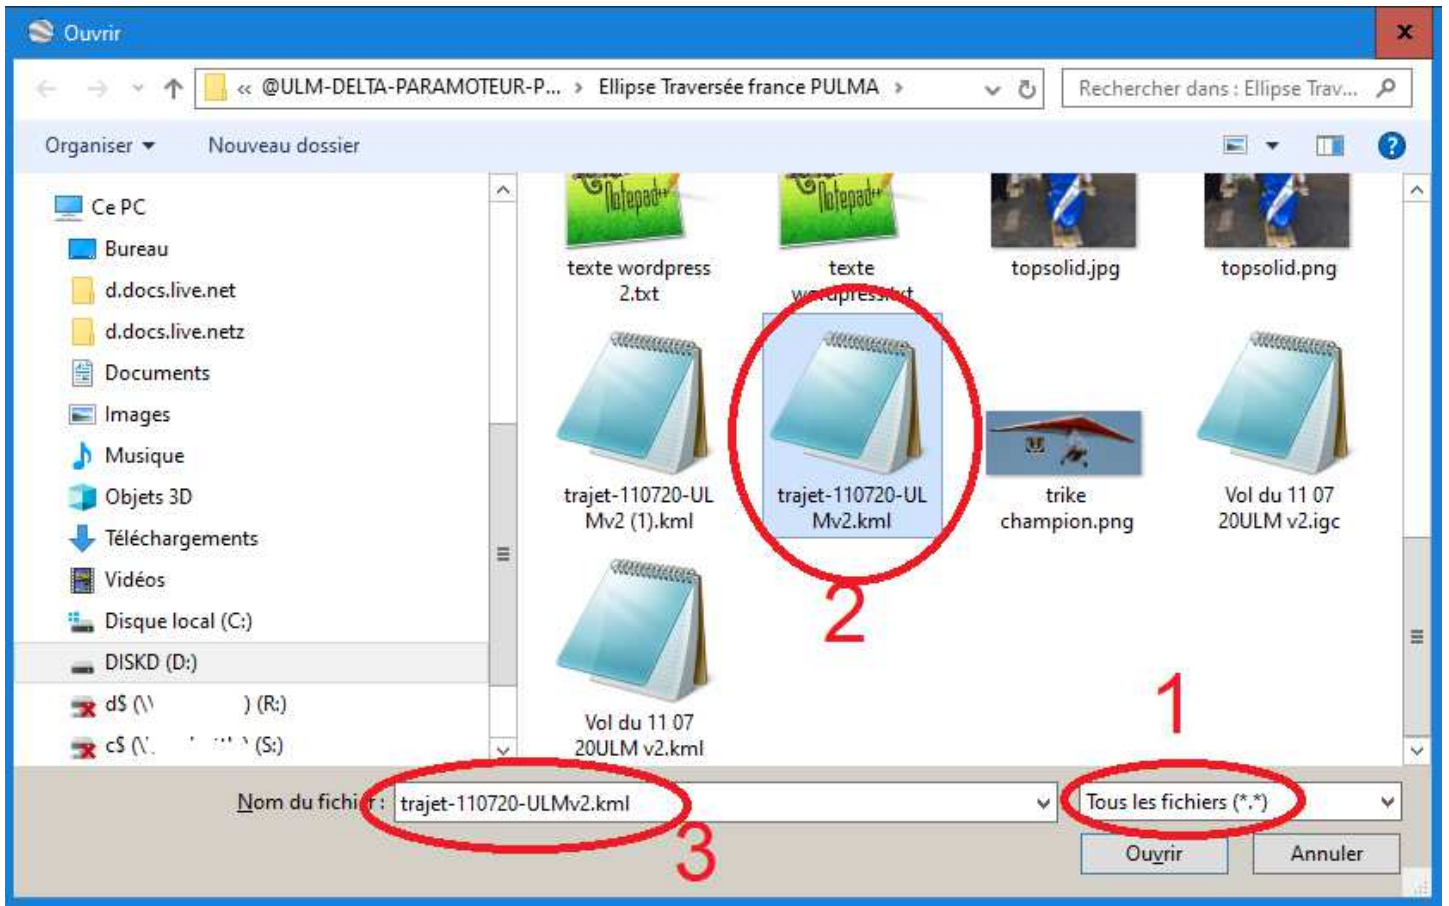 Ouvrir
« @ULM-DELTA-PARAMOTEUR-P... › Ellipse Traversée france PULMA ›
Rechercher dans : Ellipse Trav...
Organiser
Nouveau dossier
Ce PC
Bureau
d.docs.live.net
d.docs.live.netz
Documents
Images
Musique
Objets 3D
Téléchargements
Vidéos
Disque local (C:)
DISKD (D:)
d$ (\\ ) (R:)
c$ (\\ ) (S:)
Notepad++
Notepad++
texte wordpress
2.txt
texte
wordpress.txt
topsolid.jpg
topsolid.png
trajet-110720-UL
Mv2 (1).kml
trajet-110720-UL
Mv2.kml
trike
champion.png
Vol du 11 07
20ULM v2.igc
2
Vol du 11 07
20ULM v2.kml
1
Nom du fichier :
trajet-110720-ULMv2.kml
Tous les fichiers (*.*)
3
Ouvrir
Annuler